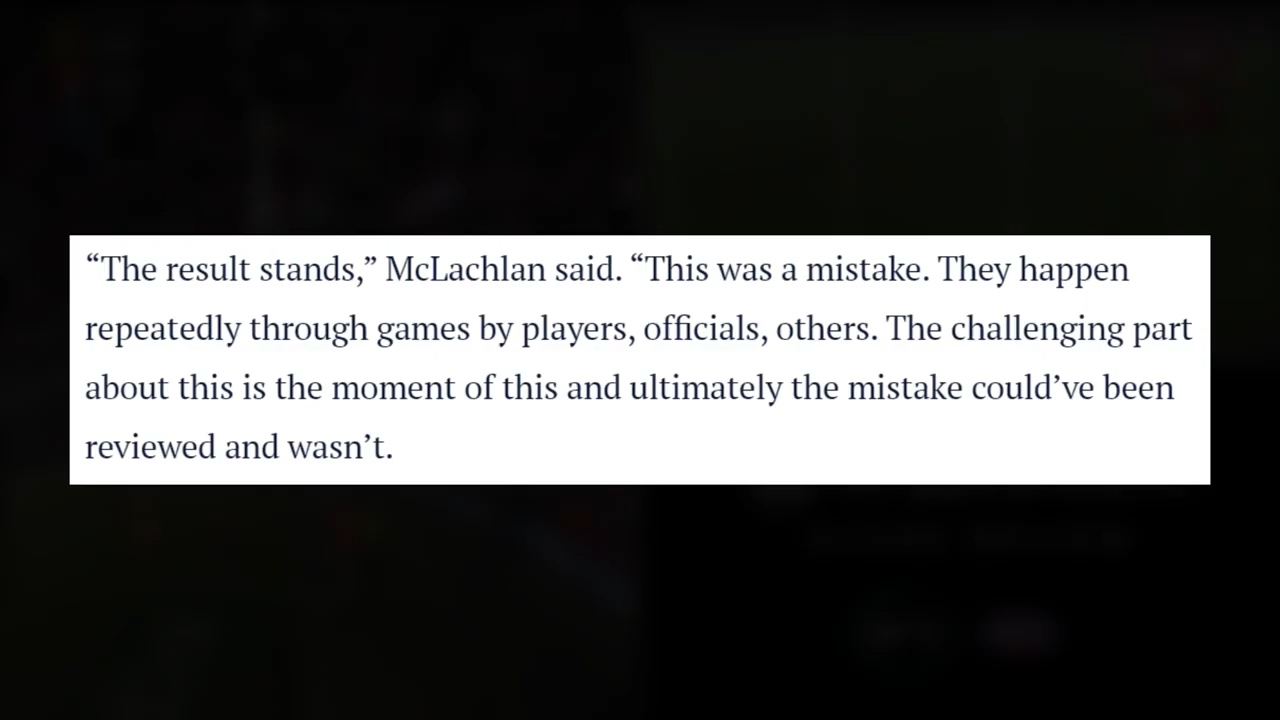 “The result stands,” McLachlan said. “This was a mistake. They happen
repeatedly through games by players, officials, others. The challenging part
about this is the moment of this and ultimately the mistake could’ve been
reviewed and wasn’t.